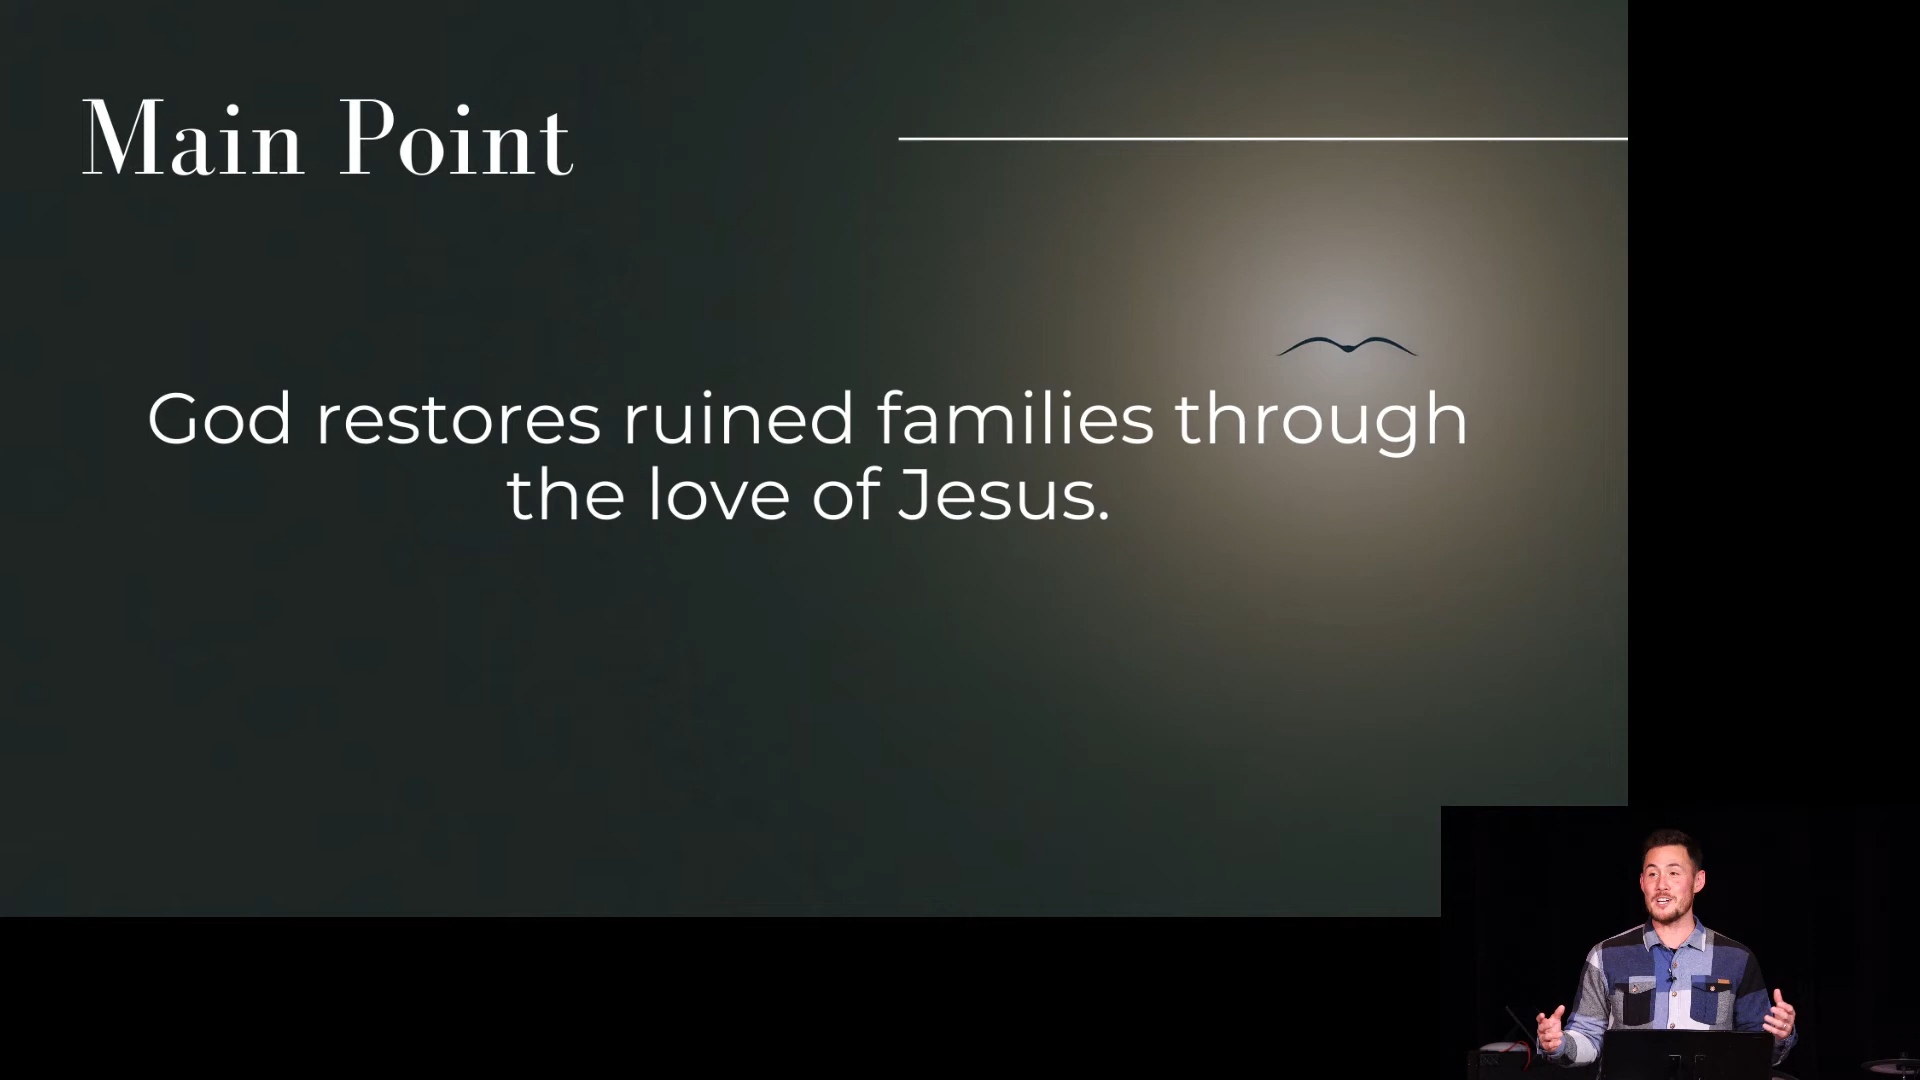 Main Point
God restores ruined families through
the love of Jesus.